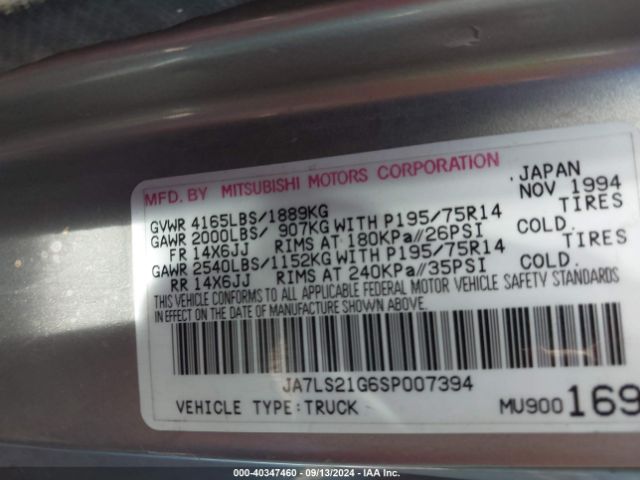 MFD. BY MITSUBISHI MOTORS CORPORATION .JAPAN
NOV 1994
GVWR 4165LBS/1889KG
GAWR 2000LBS/ 907KG WITH P195/75R14 TIRES
FR 14X6JJ RIMS AT 180KPa//26PSI COLD.
GAWR 2540LBS/1152KG WITH P195/75R14 TIRES
RR 14X6JJ RIMS AT 240KPa//35PSI COLD.
THIS VEHICLE CONFORMS TO ALL APPLICABLE FEDERAL MOTOR VEHICLE SAFETY STANDARDS
IN EFFECT ON THE DATE OF MANUFACTURE SHOWN ABOVE.
JA7LS21G6SP007394
VEHICLE TYPE:TRUCK MU900169
000-40347460 - 09/13/2024 - IAA Inc.